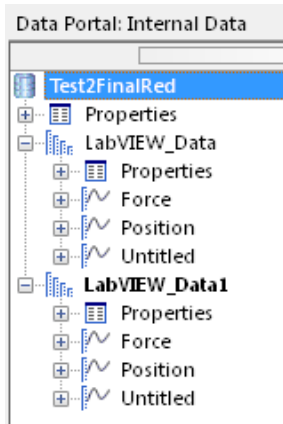 Data Portal: Internal Data
Test2FinalRed
Properties
LabVIEW_Data
Properties
Force
Position
Untitled
LabVIEW_Data1
Properties
Force
Position
Untitled